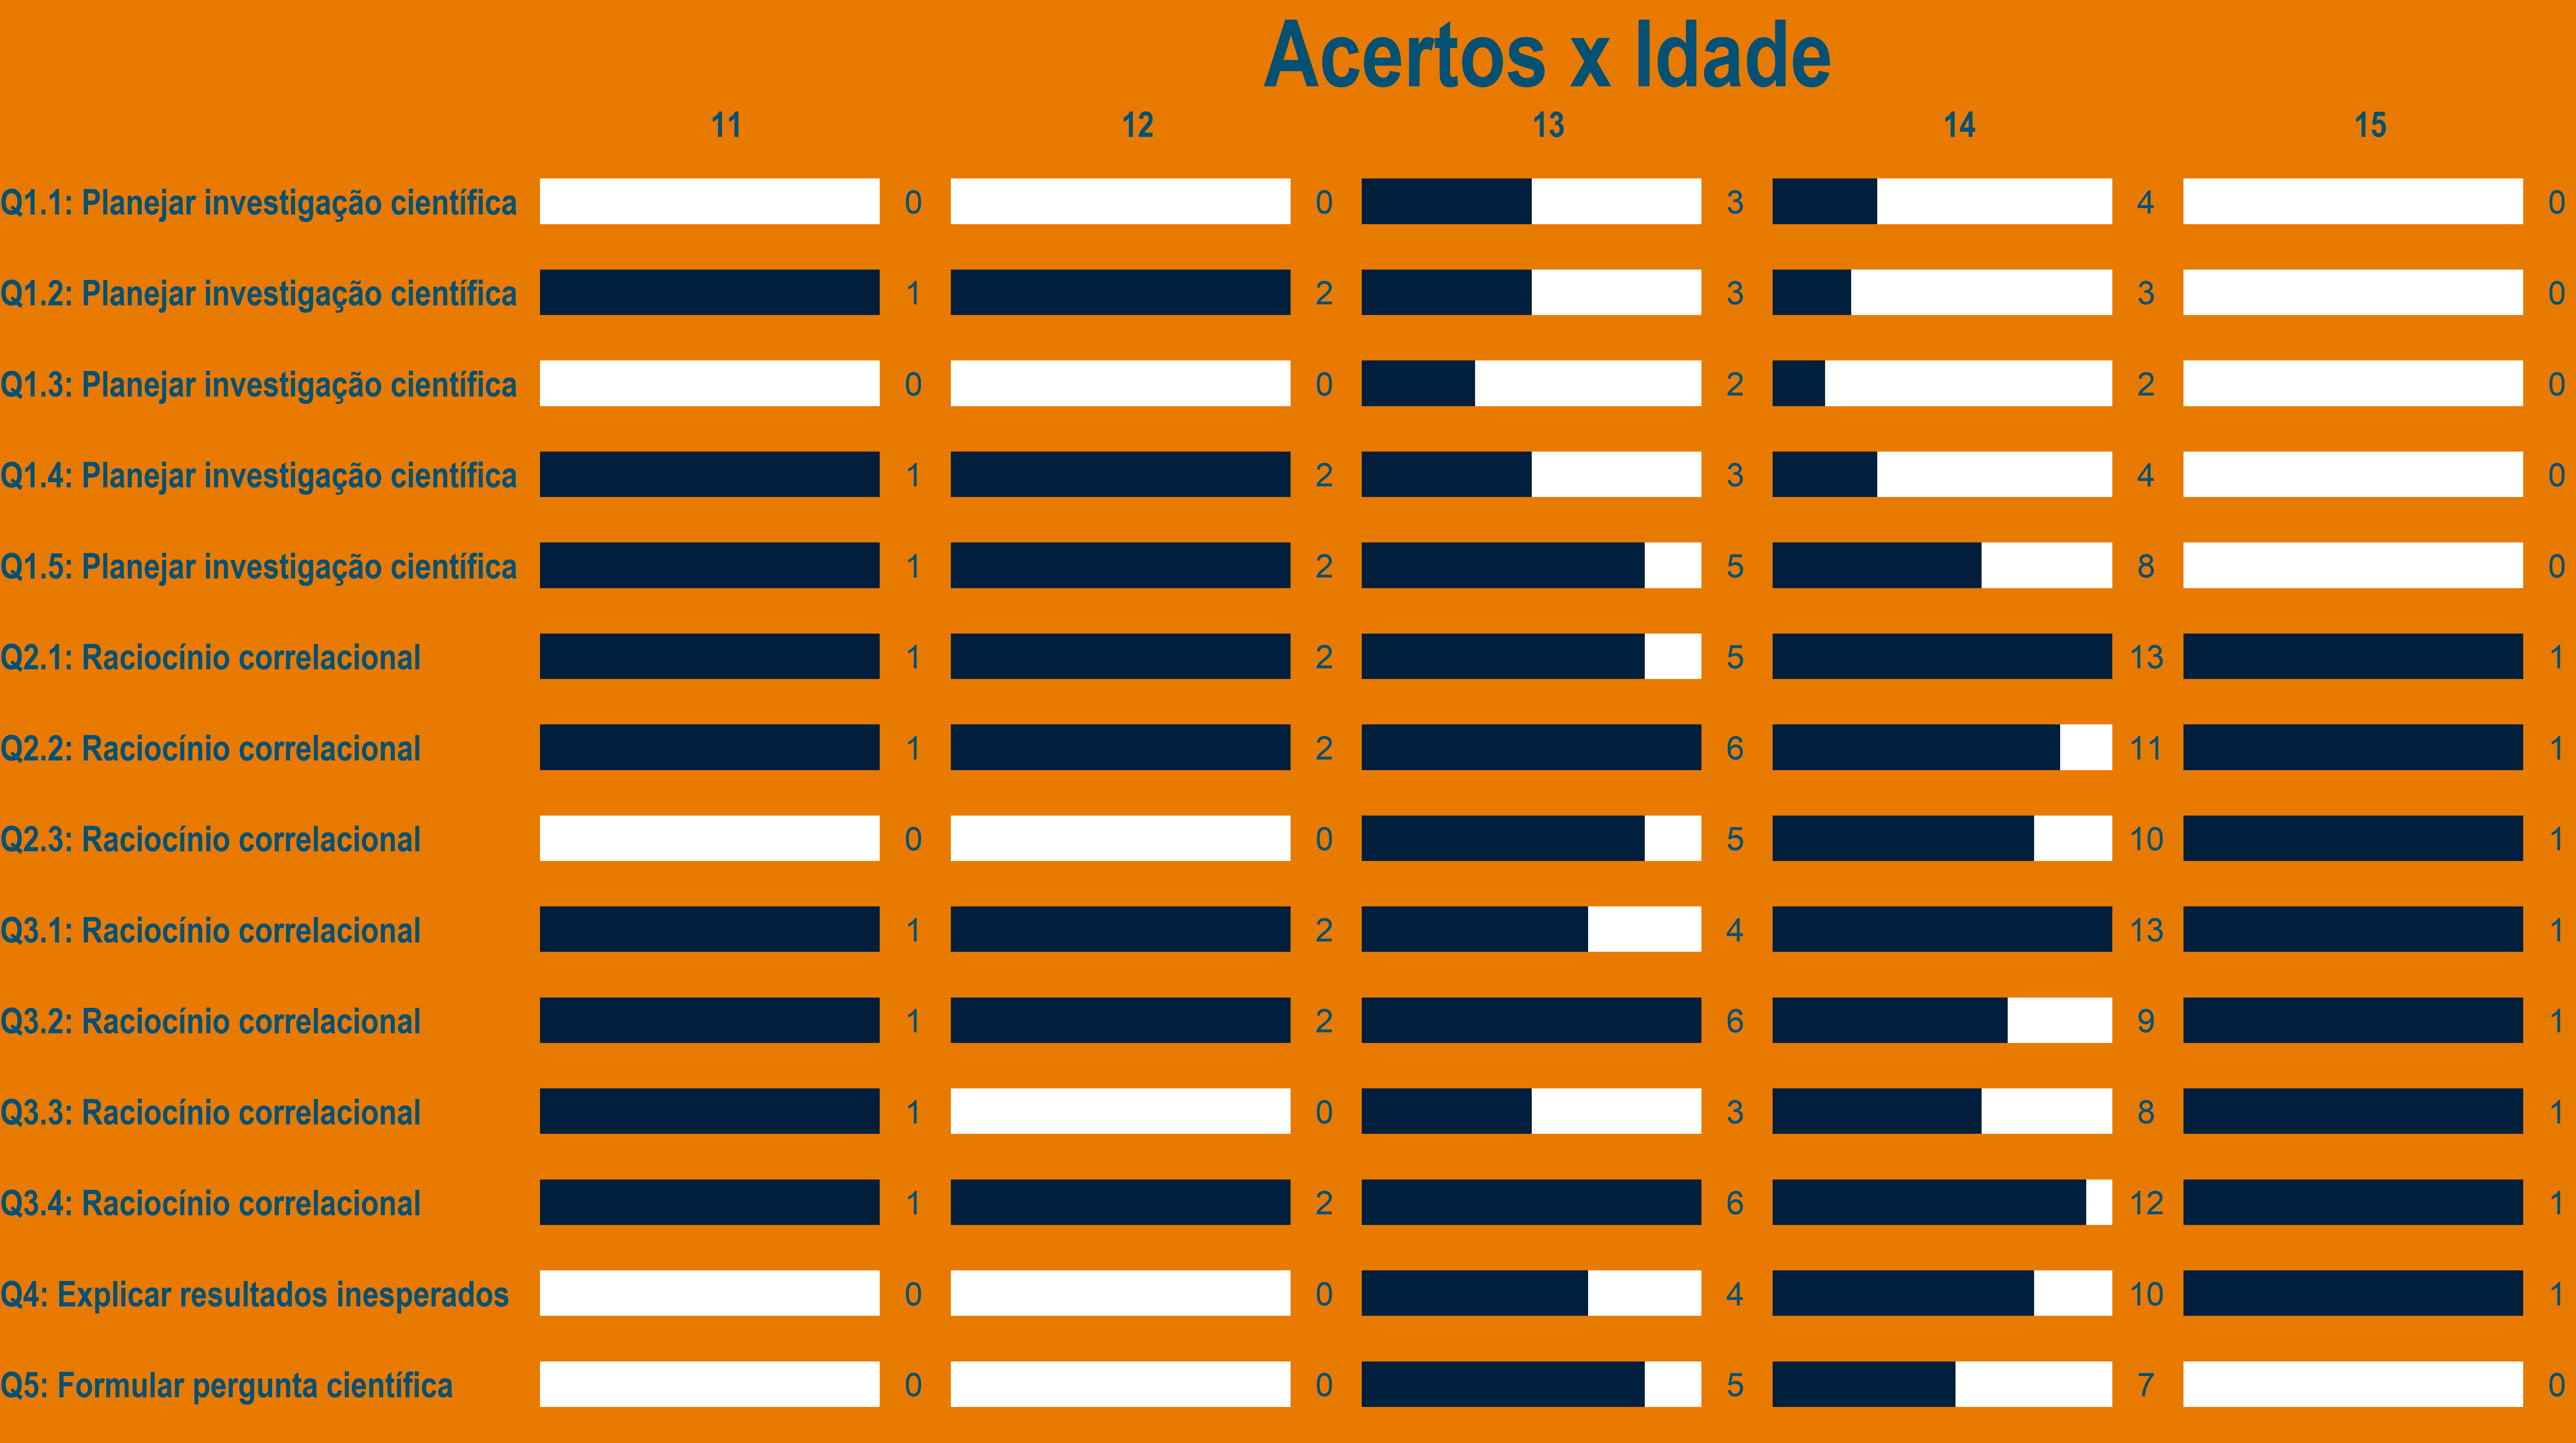 Acertos x Idade
11 12 13 14 15
Q1.1: Planejar investigação científica 0 0 3 4 0
Q1.2: Planejar investigação científica 1 2 3 3 0
Q1.3: Planejar investigação científica 0 0 2 2 0
Q1.4: Planejar investigação científica 1 2 3 4 0
Q1.5: Planejar investigação científica 1 2 5 8 0
Q2.1: Raciocínio correlacional 1 2 5 13 1
Q2.2: Raciocínio correlacional 1 2 6 11 1
Q2.3: Raciocínio correlacional 0 0 5 10 1
Q3.1: Raciocínio correlacional 1 2 4 13 1
Q3.2: Raciocínio correlacional 1 2 6 9 1
Q3.3: Raciocínio correlacional 1 0 3 8 1
Q3.4: Raciocínio correlacional 1 2 6 12 1
Q4: Explicar resultados inesperados 0 0 4 10 1
Q5: Formular pergunta científica 0 0 5 7 0